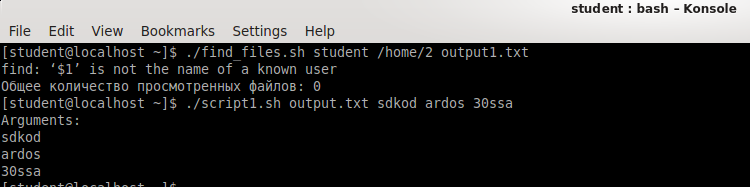 student : bash – Konsole
File Edit View Bookmarks Settings Help
[student@localhost ~]$ ./find_files.sh student /home/2 output1.txt
find: ‘$1’ is not the name of a known user
Общее количество просмотренных файлов: 0
[student@localhost ~]$ ./script1.sh output.txt sdkod ardos 30ssa
Arguments:
sdkod
ardos
30ssa
[student@localhost ~]$